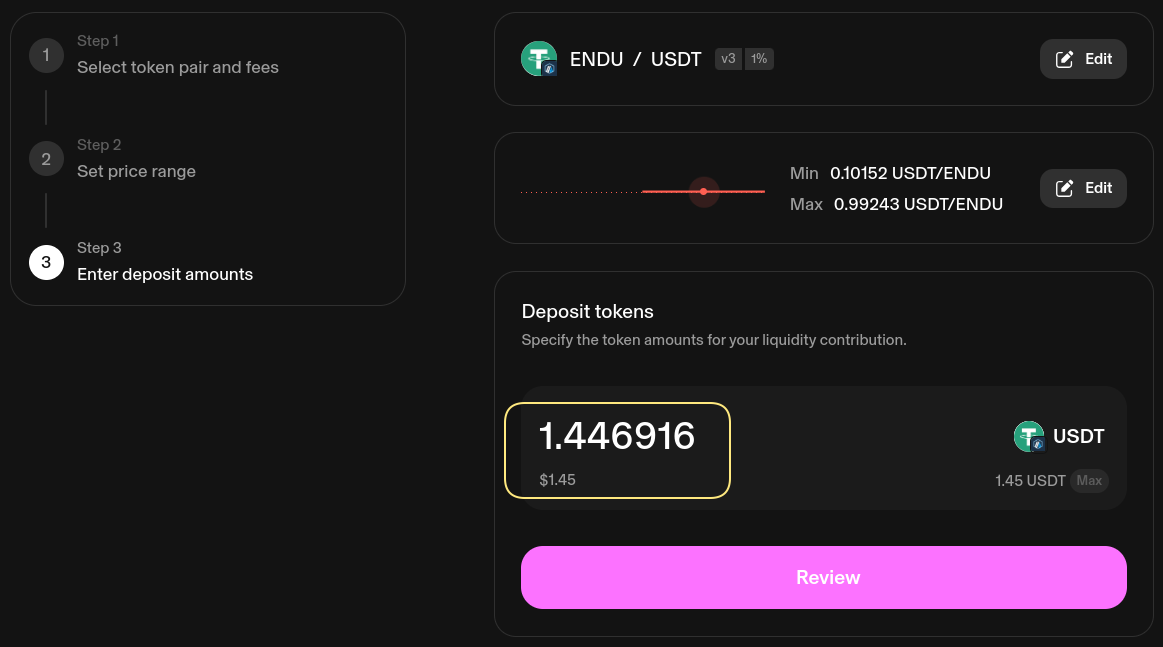 1
Step 1
Select token pair and fees
2
Step 2
Set price range
3
Step 3
Enter deposit amounts
ENDU / USDT v3 1% Edit
Min 0.10152 USDT/ENDU
Max 0.99243 USDT/ENDU
Edit
Deposit tokens
Specify the token amounts for your liquidity contribution.
1.446916 USDT
$1.45 1.45 USDT Max
Review